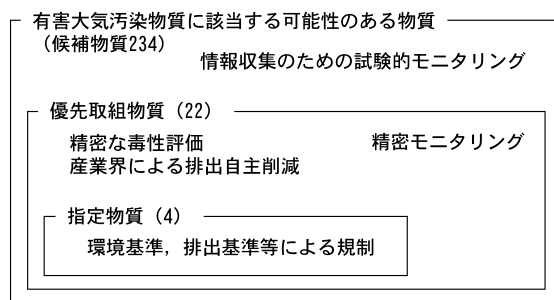 有害大気汚染物質に該当する可能性のある物質
(候補物質234)
情報収集のための試験的モニタリング
優先取組物質(22)
精密な毒性評価 精密モニタリング
産業界による排出自主削減
指定物質(4)
環境基準,排出基準等による規制